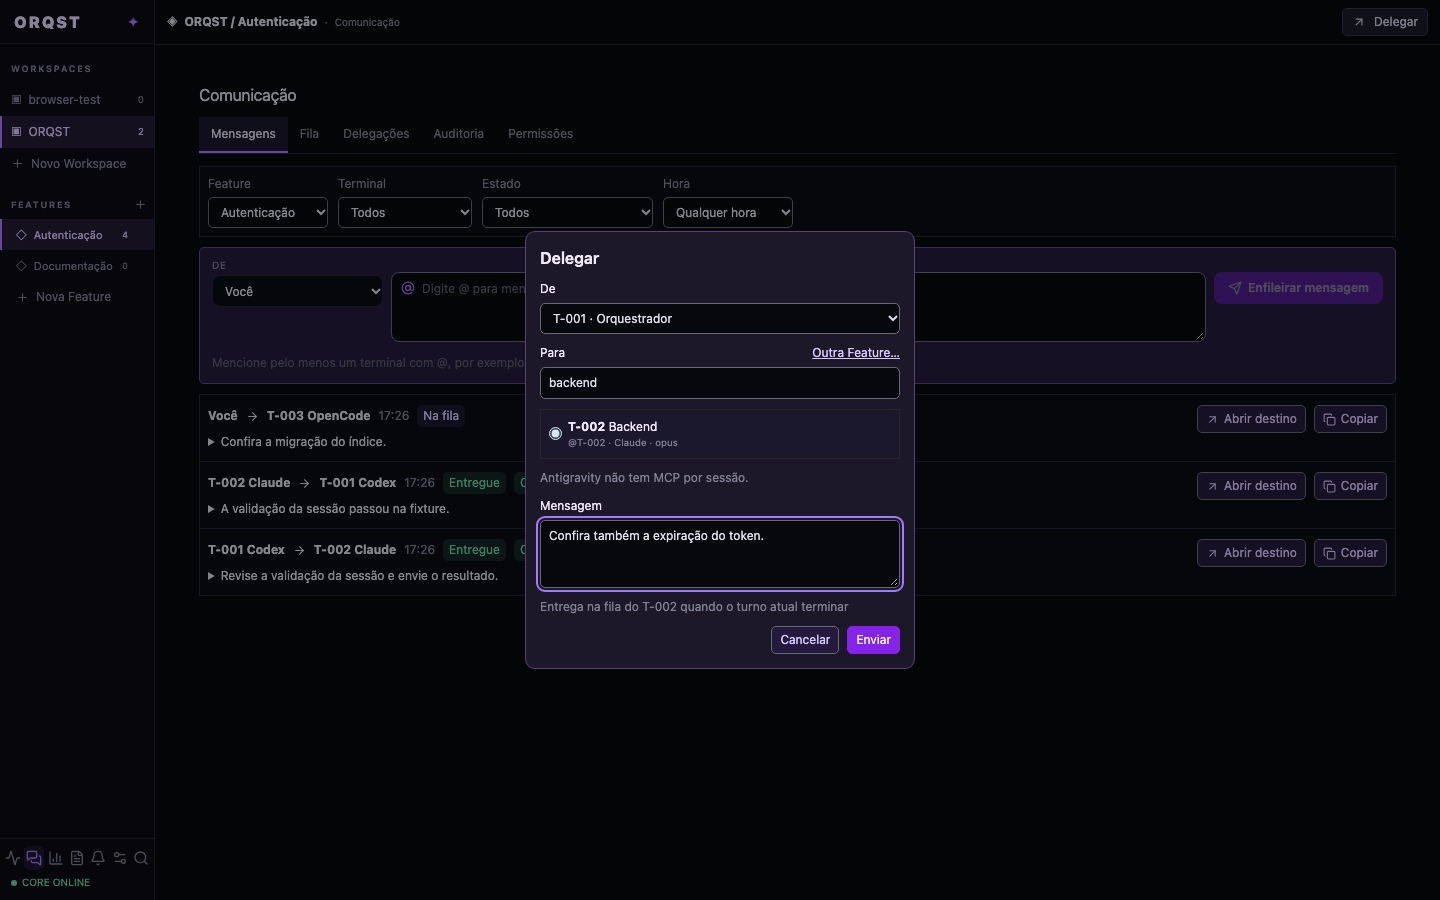 ORQST
ORQST / Autenticação · Comunicação
Delegar
WORKSPACES
browser-test 0
ORQST 2
Novo Workspace
FEATURES
Autenticação 4
Documentação 0
Nova Feature
CORE ONLINE
Comunicação
Mensagens Fila Delegações Auditoria Permissões
Feature Terminal Estado Hora
Autenticação Todos Todos Qualquer hora
DE
Você
@ Digite @ para men
Enfileirar mensagem
Mencione pelo menos um terminal com @, por exemplo
Você → T-003 OpenCode 17:26 Na fila
Confira a migração do índice.
Abrir destino Copiar
T-002 Claude → T-001 Codex 17:26 Entregue
A validação da sessão passou na fixture.
Abrir destino Copiar
T-001 Codex → T-002 Claude 17:26 Entregue
Revise a validação da sessão e envie o resultado.
Abrir destino Copiar
Delegar
De
T-001 · Orquestrador
Para Outra Feature...
backend
T-002 Backend
@T-002 · Claude · opus
Antigravity não tem MCP por sessão.
Mensagem
Confira também a expiração do token.
Entrega na fila do T-002 quando o turno atual terminar
Cancelar Enviar